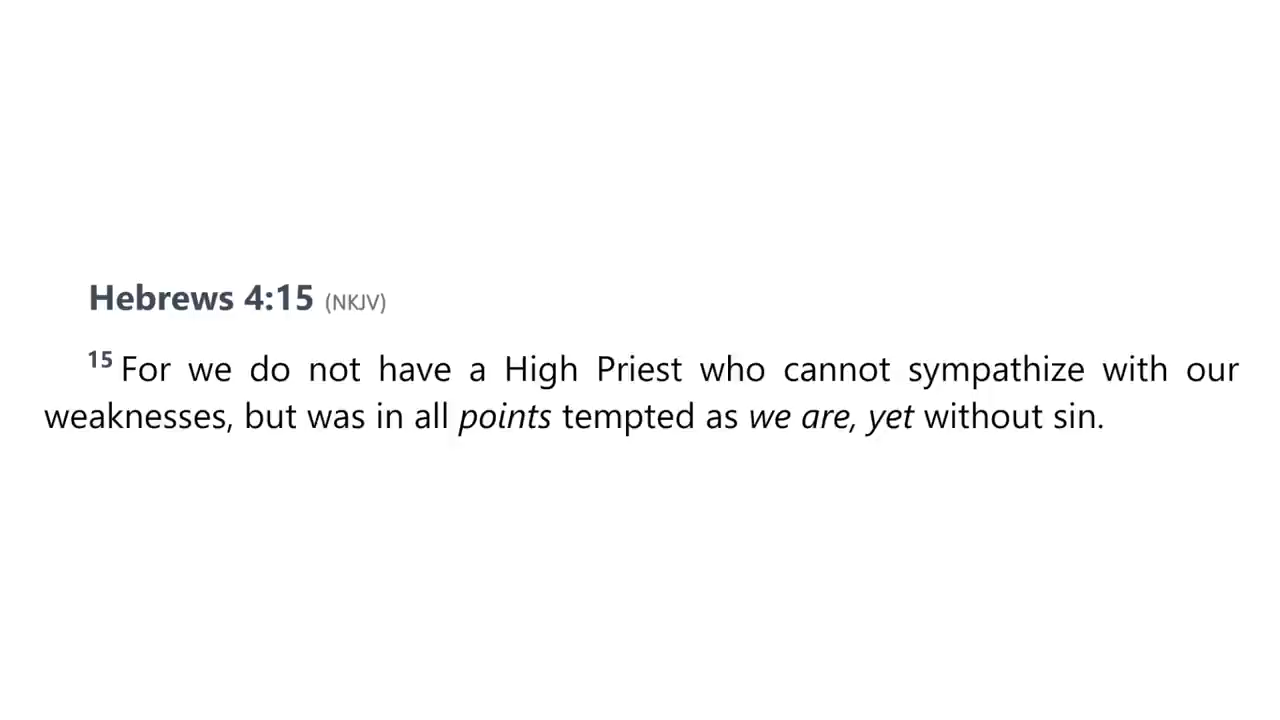 Hebrews 4:15 (NKJV)
15 For we do not have a High Priest who cannot sympathize with our
weaknesses, but was in all points tempted as we are, yet without sin.